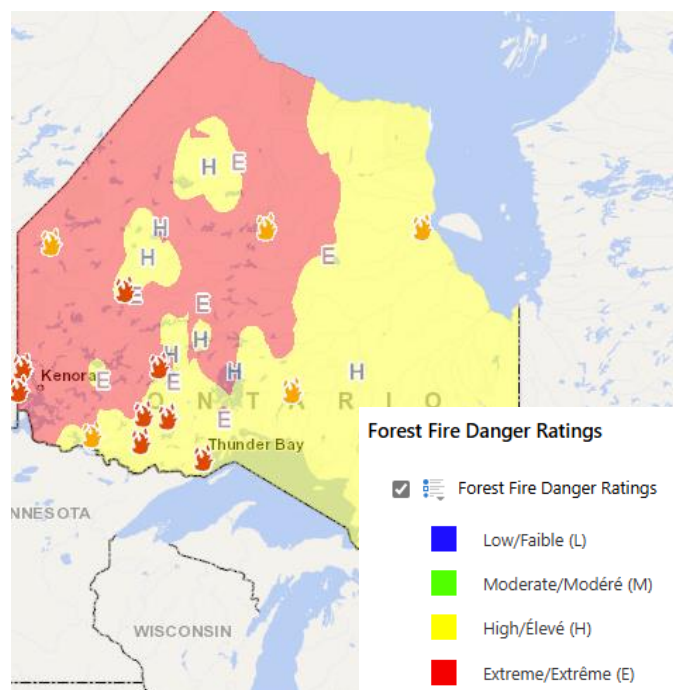 H
E
H
E
H
E
E
H
H
H
H
Kenora
E
E
ONTARIO
E
Thunder Bay
NNESOTA
WISCONSIN
Forest Fire Danger Ratings
Forest Fire Danger Ratings
Low/Faible (L)
Moderate/Modéré (M)
High/Élevé (H)
Extreme/Extrême (E)